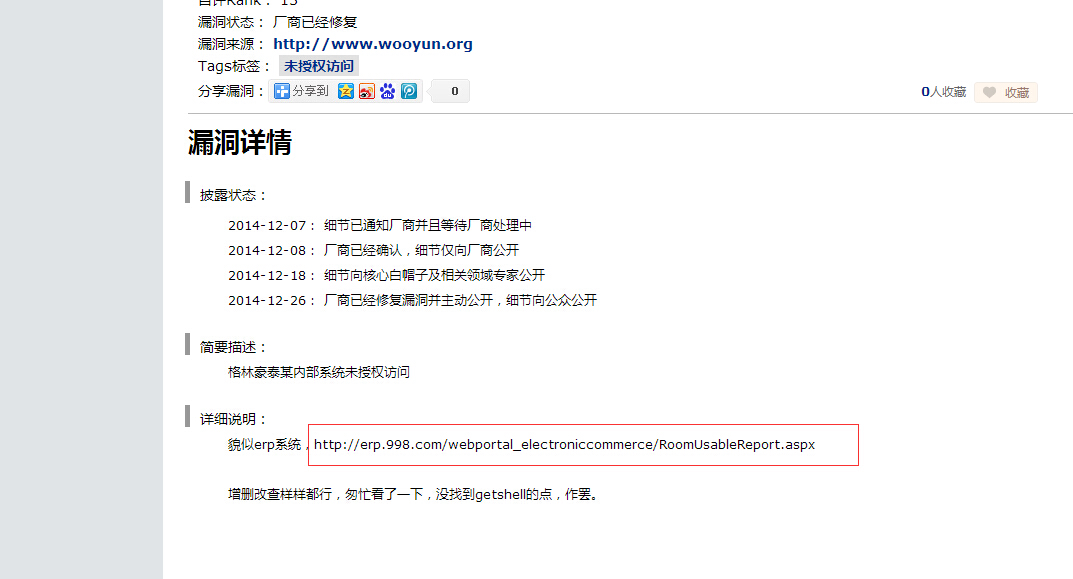 自评Rank： 15
漏洞状态： 厂商已经修复
漏洞来源： http://www.wooyun.org
Tags标签： 未授权访问
分享漏洞： 分享到 0 0人收藏 收藏
漏洞详情
披露状态：
2014-12-07： 细节已通知厂商并且等待厂商处理中
2014-12-08： 厂商已经确认，细节仅向厂商公开
2014-12-18： 细节向核心白帽子及相关领域专家公开
2014-12-26： 厂商已经修复漏洞并主动公开，细节向公众公开
简要描述：
格林豪泰某内部系统未授权访问
详细说明：
貌似erp系统，http://erp.998.com/webportal_electroniccommerce/RoomUsableReport.aspx
增删改查样样都行，匆忙看了一下，没找到getshell的点，作罢。